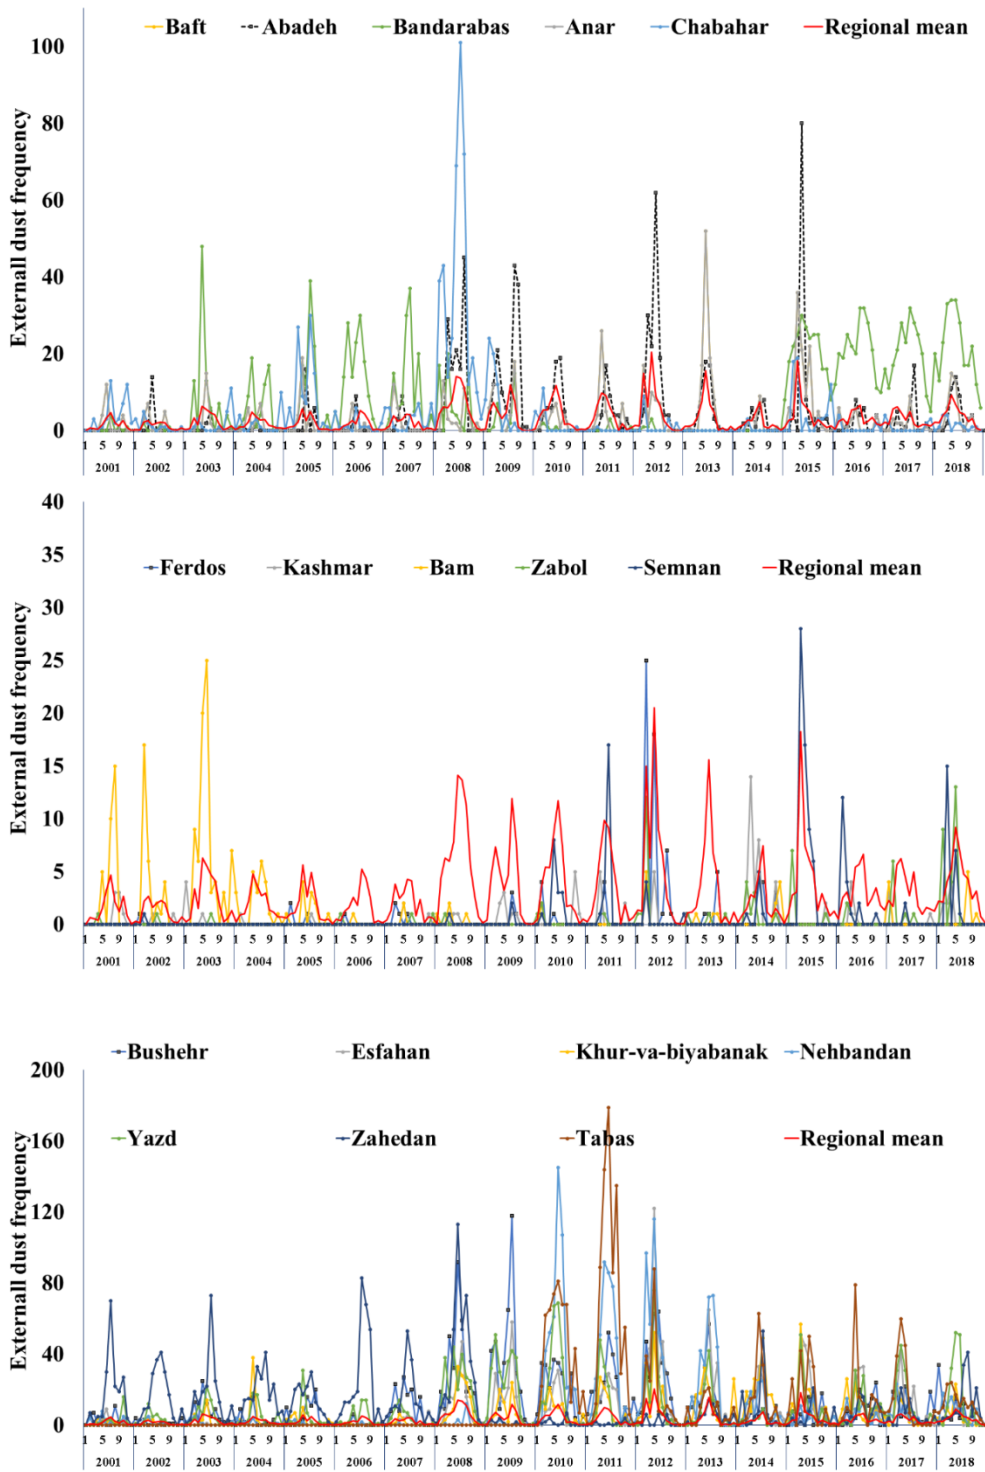 Baft Abadeh Bandarabas Anar Chabahar Regional mean
Externall dust frequency
100
80
60
40
20
0
1 5 9 1 5 9 1 5 9 1 5 9 1 5 9 1 5 9 1 5 9 1 5 9 1 5 9 1 5 9 1 5 9 1 5 9 1 5 9 1 5 9 1 5 9 1 5 9 1 5 9 1 5 9
2001 2002 2003 2004 2005 2006 2007 2008 2009 2010 2011 2012 2013 2014 2015 2016 2017 2018
40
35
30
25
20
15
10
5
0
External dust frequency
Ferdos Kashmar Bam Zabol Semnan Regional mean
1 5 9 1 5 9 1 5 9 1 5 9 1 5 9 1 5 9 1 5 9 1 5 9 1 5 9 1 5 9 1 5 9 1 5 9 1 5 9 1 5 9 1 5 9 1 5 9 1 5 9 1 5 9
2001 2002 2003 2004 2005 2006 2007 2008 2009 2010 2011 2012 2013 2014 2015 2016 2017 2018
Bushehr Esfahan Khur-va-biyabanak Nehbandan
Yazd Zahedan Tabas Regional mean
Externall dust frequency
200
160
120
80
40
0
1 5 9 1 5 9 1 5 9 1 5 9 1 5 9 1 5 9 1 5 9 1 5 9 1 5 9 1 5 9 1 5 9 1 5 9 1 5 9 1 5 9 1 5 9 1 5 9 1 5 9 1 5 9
2001 2002 2003 2004 2005 2006 2007 2008 2009 2010 2011 2012 2013 2014 2015 2016 2017 2018